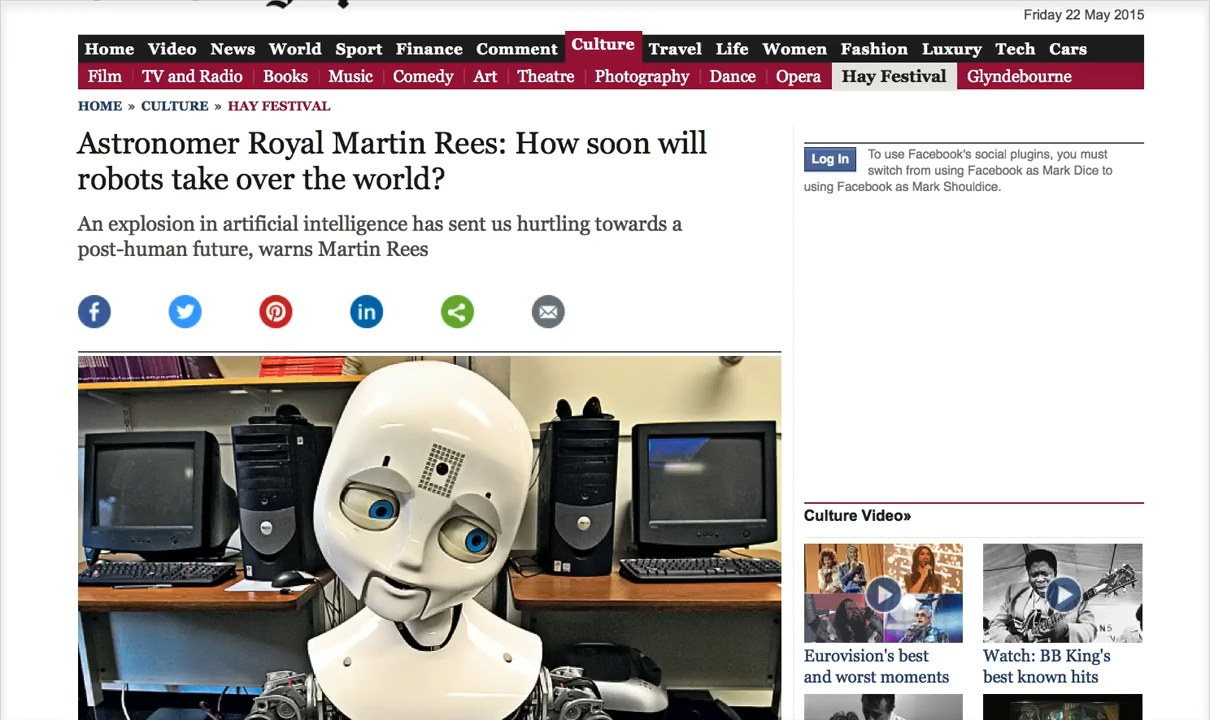 Friday 22 May 2015
Home Video News World Sport Finance Comment Culture Travel Life Women Fashion Luxury Tech Cars
Film TV and Radio Books Music Comedy Art Theatre Photography Dance Opera Hay Festival Glyndebourne
HOME » CULTURE » HAY FESTIVAL
Astronomer Royal Martin Rees: How soon will
robots take over the world?
An explosion in artificial intelligence has sent us hurtling towards a
post-human future, warns Martin Rees
Log In To use Facebook's social plugins, you must
switch from using Facebook as Mark Dice to
using Facebook as Mark Shouldice.
Culture Video»
Eurovision's best
and worst moments
Watch: BB King's
best known hits